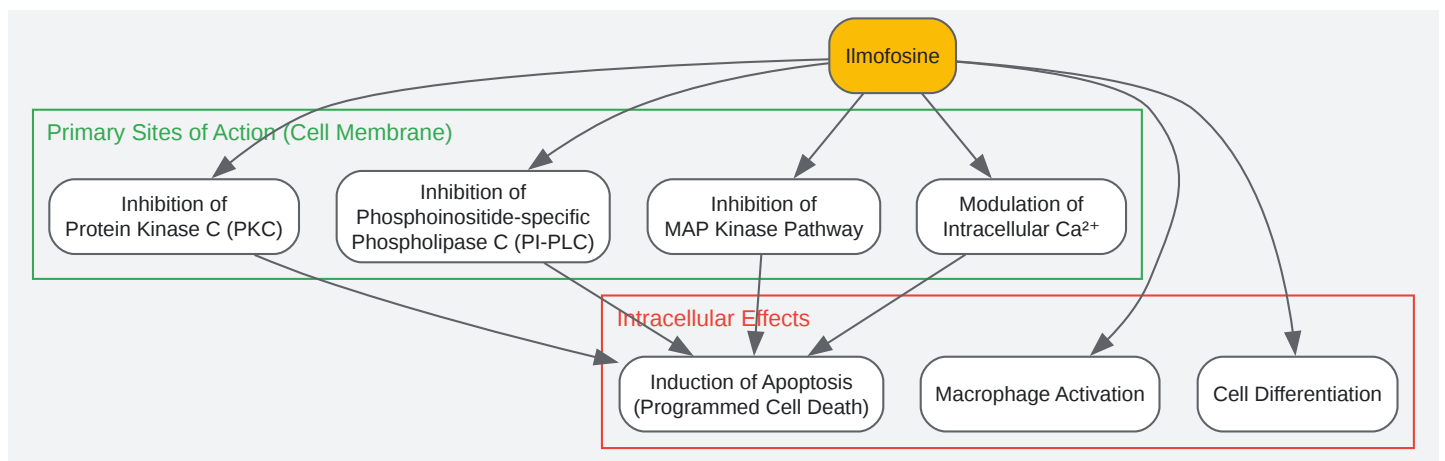 Ilmofosine
Primary Sites of Action (Cell Membrane)
Inhibition of
Protein Kinase C (PKC)
Inhibition of
Phosphoinositide-specific
Phospholipase C (PI-PLC)
Inhibition of
MAP Kinase Pathway
Modulation of
Intracellular Ca²⁺
Intracellular Effects
Induction of Apoptosis
(Programmed Cell Death)
Macrophage Activation
Cell Differentiation